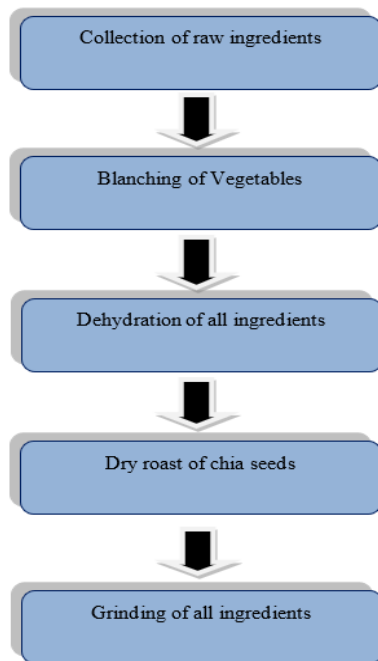 Collection of raw ingredients
Blanching of Vegetables
Dehydration of all ingredients
Dry roast of chia seeds
Grinding of all ingredients